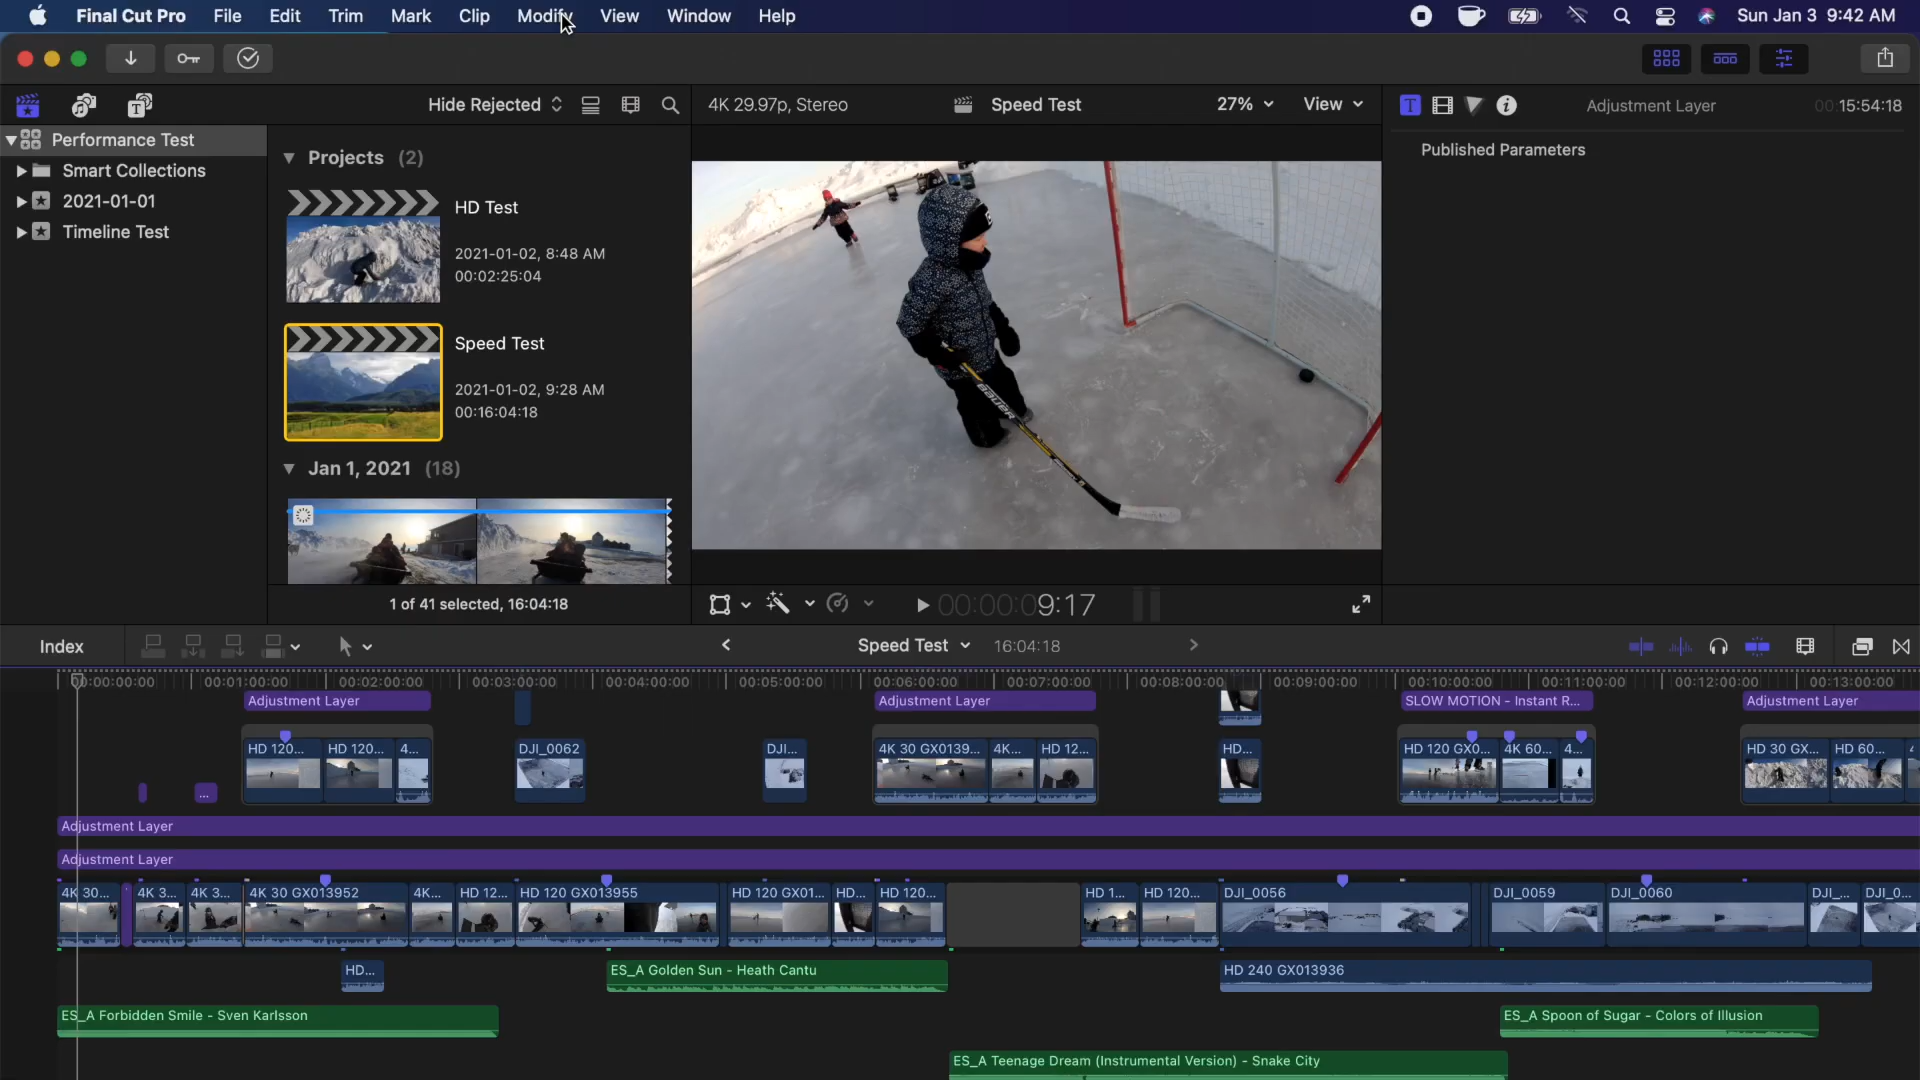 Final Cut Pro File Edit Trim Mark Clip Modify View Window Help Sun Jan 3 9:42 AM
Hide Rejected 4K 29.97p, Stereo Speed Test 27% View Adjustment Layer 00:15:54:18
Performance Test
Smart Collections
2021-01-01
Timeline Test
Projects (2)
HD Test
2021-01-02, 8:48 AM
00:02:25:04
Speed Test
2021-01-02, 9:28 AM
00:16:04:18
Jan 1, 2021 (18)
1 of 41 selected, 16:04:18
Published Parameters
00:00:09:17
Index Speed Test 16:04:18
00:00:00:00 00:01:00:00 00:02:00:00 00:03:00:00 00:04:00:00 00:05:00:00 00:06:00:00 00:07:00:00 00:08:00:00 00:09:00:00 00:10:00:00 00:11:00:00 00:12:00:00 00:13:00:00
Adjustment Layer Adjustment Layer SLOW MOTION - Instant R... Adjustment Layer
HD 120... HD 120... 4... DJI_0062 DJI... 4K 30 GX0139... 4K... HD 12... HD... HD 120 GX0... 4K 60... 4... HD 30 GX... HD 60...
...
Adjustment Layer
Adjustment Layer
4K 30... 4K 3... 4K 3... 4K 30 GX013952 4K... HD 12... HD 120 GX013955 HD 120 GX01... HD... HD 120... HD 1... HD 120... DJI_0056 DJI_0059 DJI_0060 DJI_... DJI_0...
HD... ES_A Golden Sun - Heath Cantu HD 240 GX013936
ES_A Forbidden Smile - Sven Karlsson ES_A Spoon of Sugar - Colors of Illusion
ES_A Teenage Dream (Instrumental Version) - Snake City